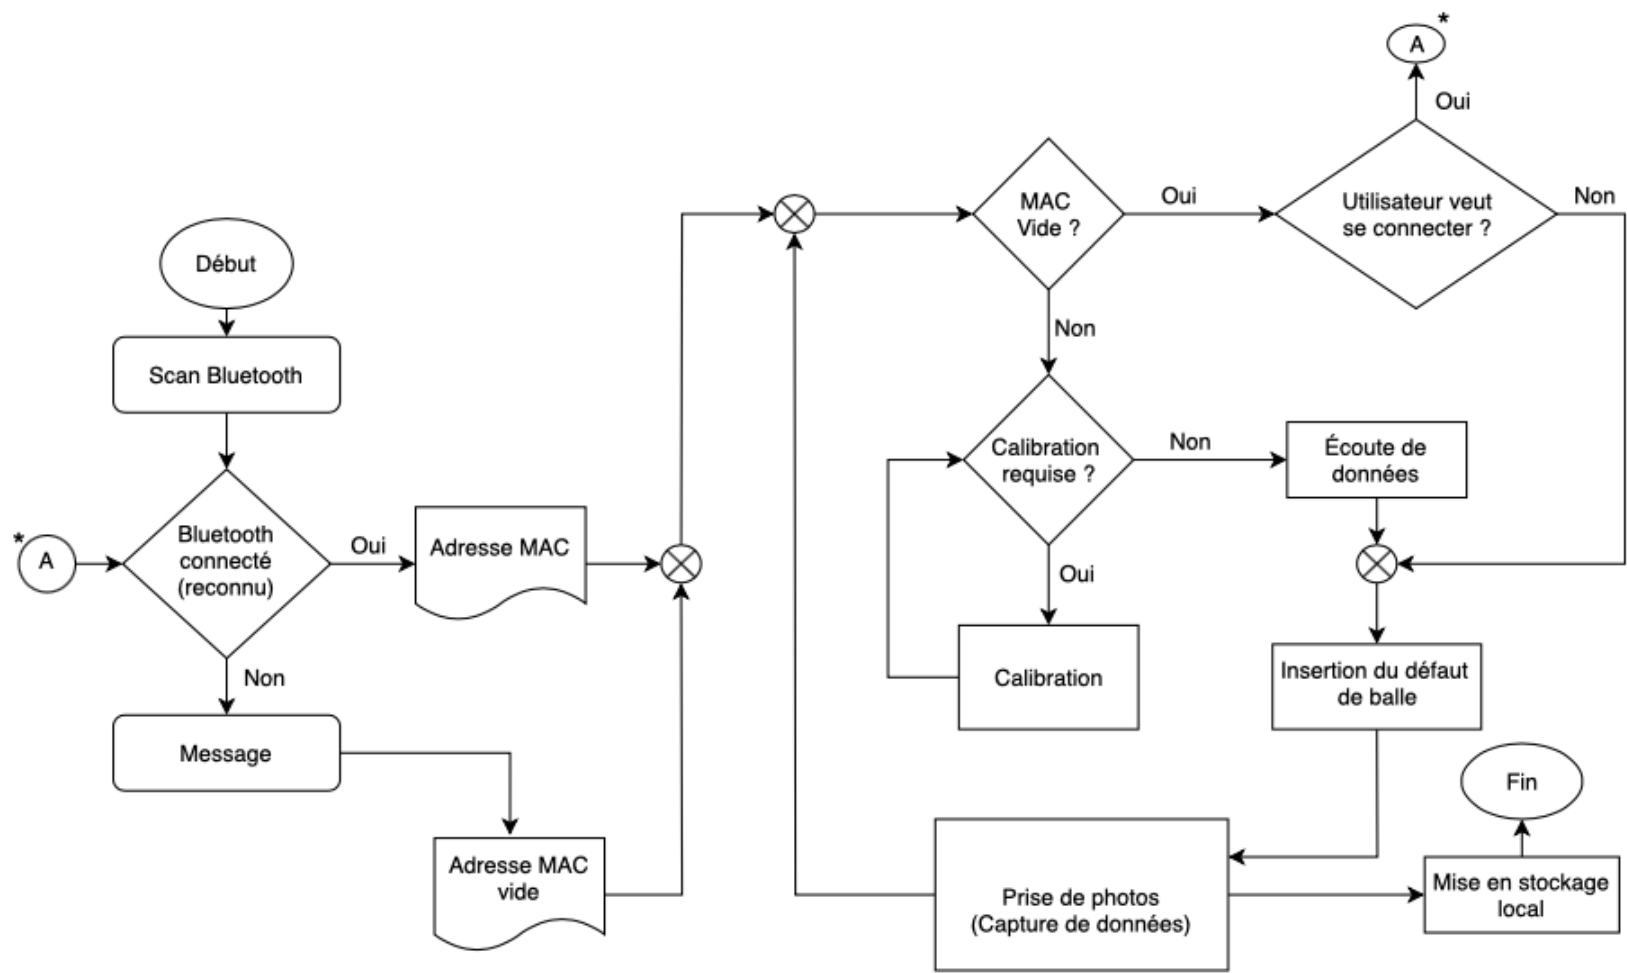 Début
Scan Bluetooth
*
A
Bluetooth
connecté
(reconnu)
Oui
Adresse MAC
Non
Message
Adresse MAC
vide
MAC
Vide ?
Oui
Utilisateur veut
se connecter ?
Oui
A
*
Non
Non
Calibration
requise ?
Non
Écoute de
données
Oui
Calibration
Insertion du défaut
de balle
Prise de photos
(Capture de données)
Mise en stockage
local
Fin